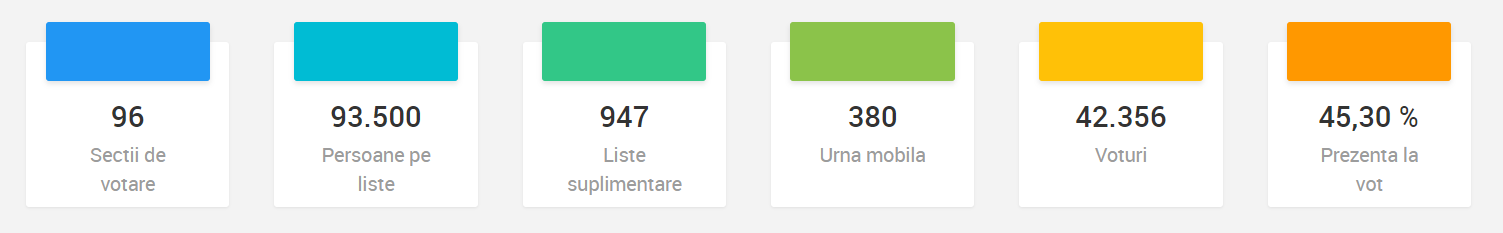 96
Sectii de
votare
93.500
Persoane pe
liste
947
Liste
suplimentare
380
Urna mobila
42.356
Voturi
45,30 %
Prezenta la
vot